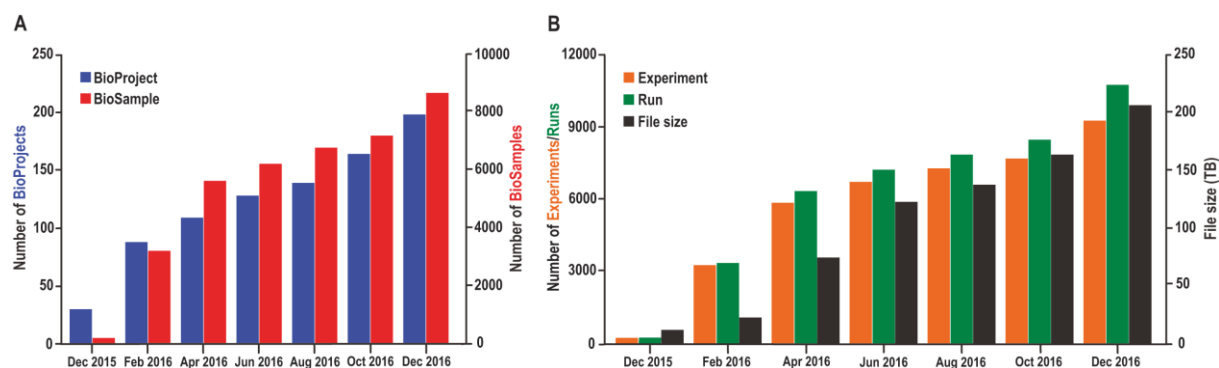 A
250
200
150
100
50
0
Number of BioProjects
BioProject
BioSample
10000
8000
6000
4000
2000
0
Number of BioSamples
Dec 2015 Feb 2016 Apr 2016 Jun 2016 Aug 2016 Oct 2016 Dec 2016
B
12000
9000
6000
3000
0
Number of Experiments/Runs
Experiment
Run
File size
250
200
150
100
50
0
File size (TB)
Dec 2015 Feb 2016 Apr 2016 Jun 2016 Aug 2016 Oct 2016 Dec 2016